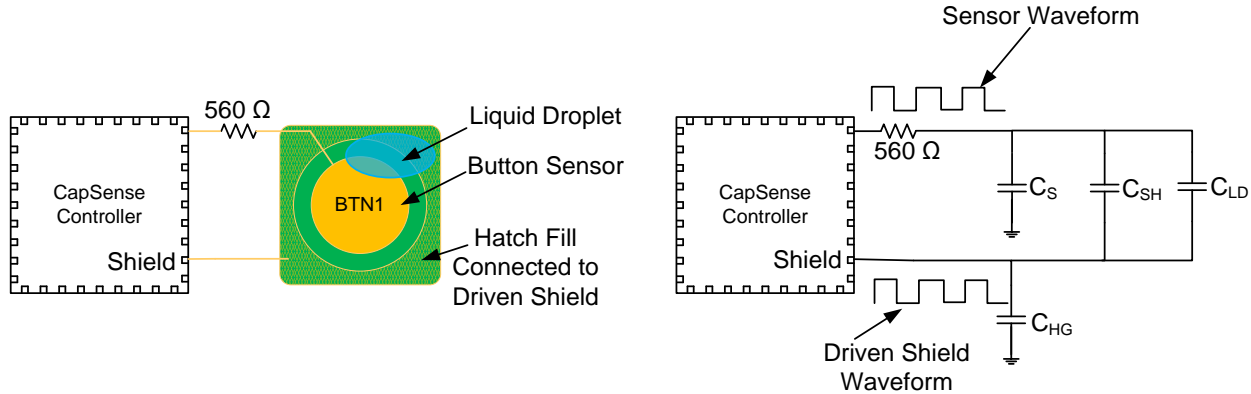 560 Ω
CapSense
Controller
Shield
BTN1
Liquid Droplet
Button Sensor
Hatch Fill
Connected to
Driven Shield
Sensor Waveform
560 Ω
CapSense
Controller
Shield
C_S
C_SH
C_LD
C_HG
Driven Shield
Waveform